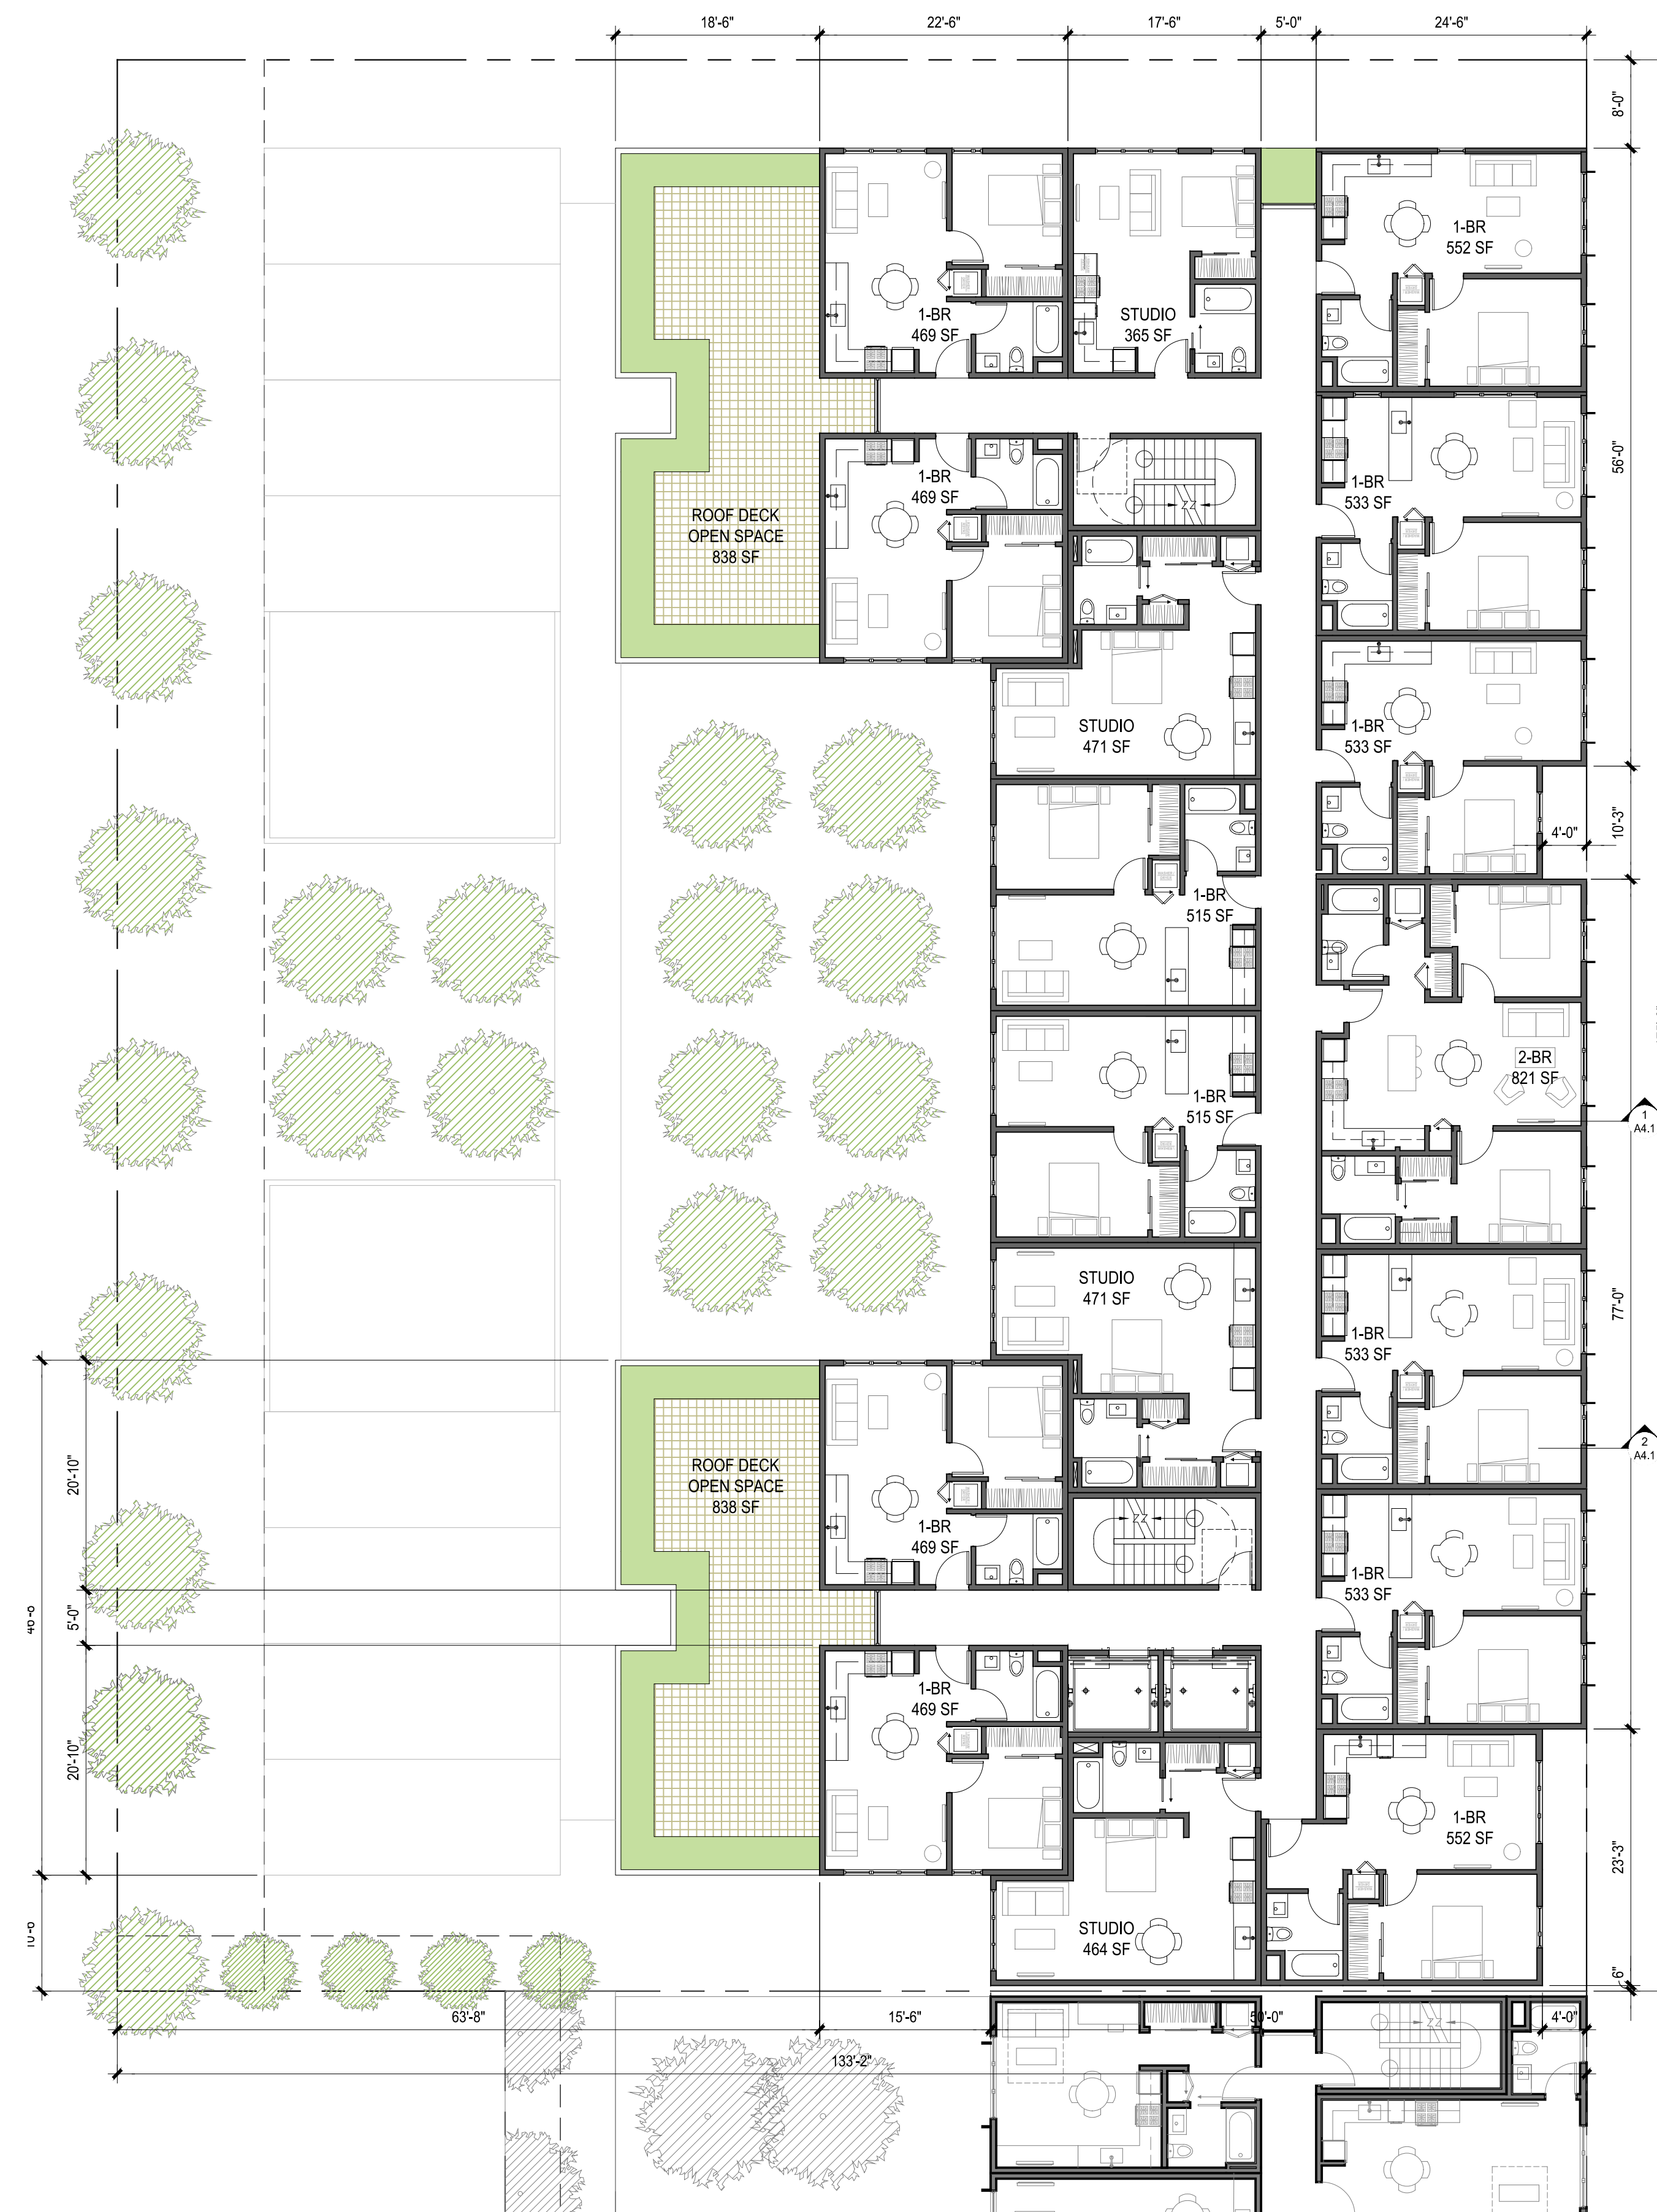 18'-6"
22'-6"
17'-6"
5'-0"
24'-6"
8'-0"
1-BR
552 SF
1-BR
469 SF
STUDIO
365 SF
56'-0"
1-BR
469 SF
1-BR
533 SF
ROOF DECK
OPEN SPACE
838 SF
STUDIO
471 SF
1-BR
533 SF
10'-3"
4'-0"
1-BR
515 SF
2-BR
821 SF
1-BR
515 SF
1
A4.1
STUDIO
471 SF
77'-0"
1-BR
533 SF
2
A4.1
20'-10"
ROOF DECK
OPEN SPACE
838 SF
1-BR
469 SF
1-BR
533 SF
5'-0"
1-BR
469 SF
20'-10"
1-BR
552 SF
23'-3"
STUDIO
464 SF
6"
63'-8"
15'-6"
50'-0"
4'-0"
133'-2"